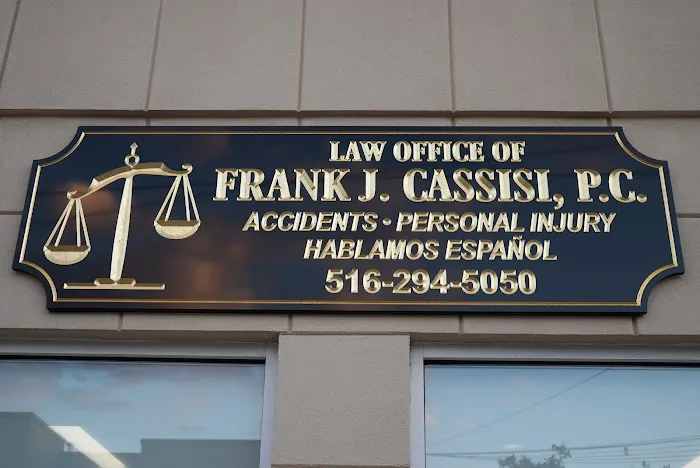 LAW OFFICE OF
FRANK J. CASSISI, P.C.
ACCIDENTS • PERSONAL INJURY
HABLAMOS ESPAÑOL
516-294-5050